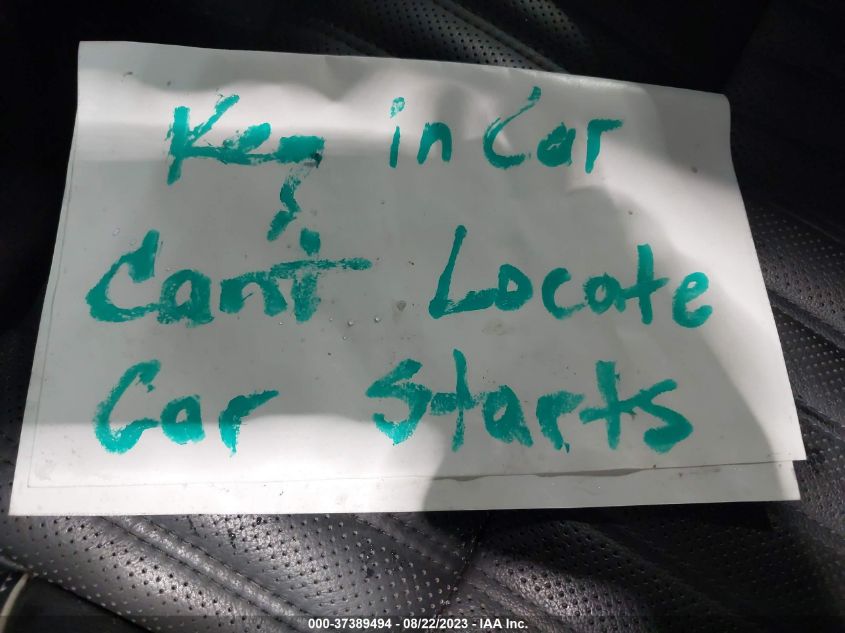 Key in Car
Can't Locate
Car Starts
000-37389494 - 08/22/2023 - IAA Inc.